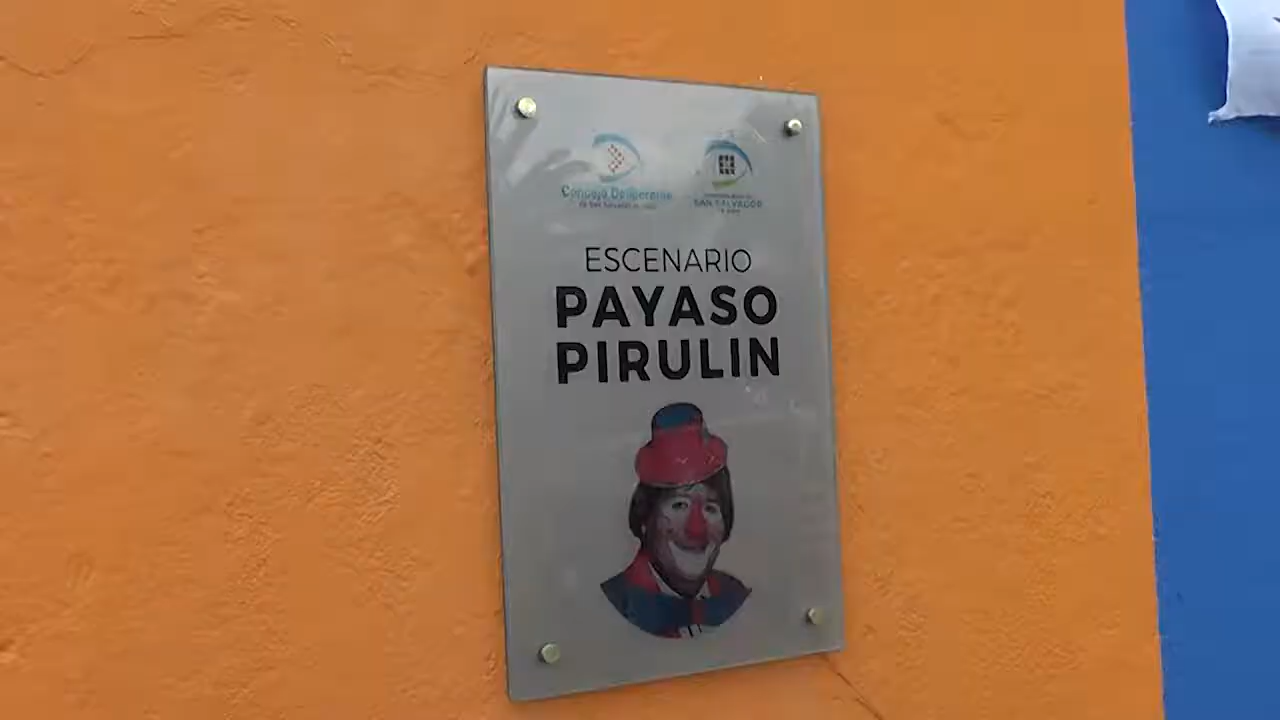 Concejo Deliberante
SAN SALVADOR
ESCENARIO
PAYASO
PIRULIN